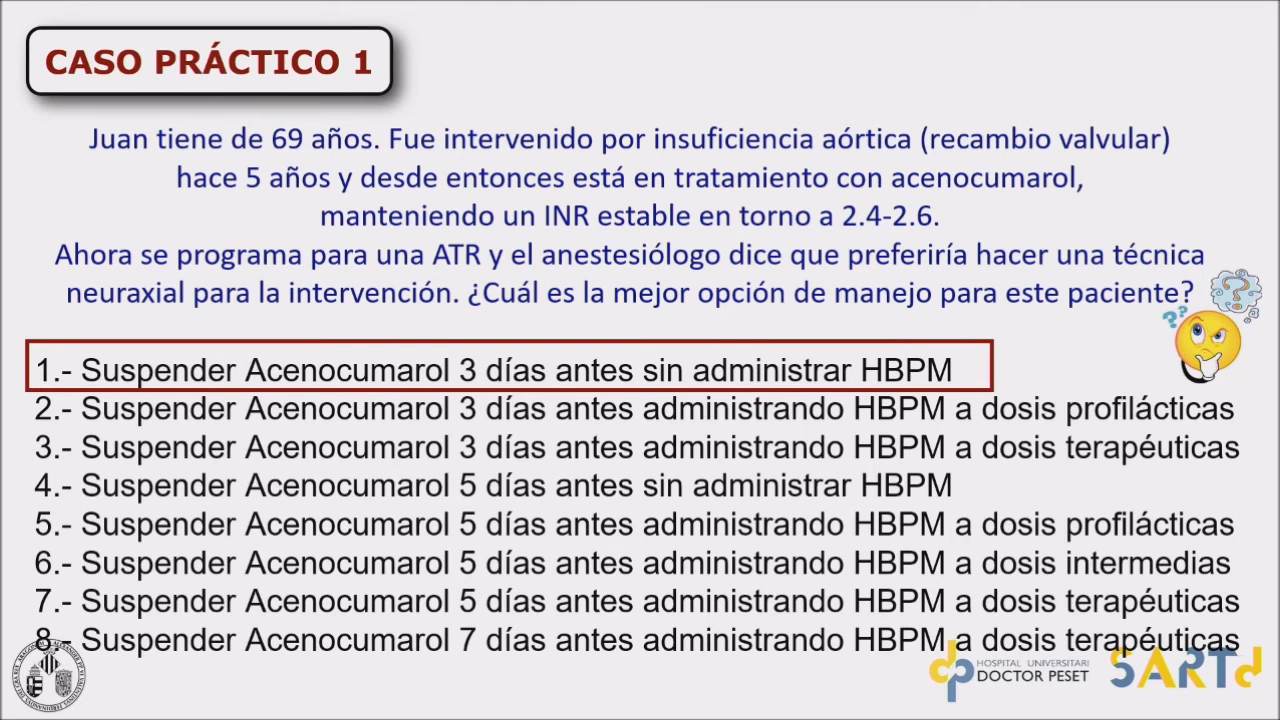 CASO PRÁCTICO 1
Juan tiene de 69 años. Fue intervenido por insuficiencia aórtica (recambio valvular)
hace 5 años y desde entonces está en tratamiento con acenocumarol,
manteniendo un INR estable en torno a 2.4-2.6.
Ahora se programa para una ATR y el anestesiólogo dice que preferiría hacer una técnica
neuraxial para la intervención. ¿Cuál es la mejor opción de manejo para este paciente?
1.- Suspender Acenocumarol 3 días antes sin administrar HBPM
2.- Suspender Acenocumarol 3 días antes administrando HBPM a dosis profilácticas
3.- Suspender Acenocumarol 3 días antes administrando HBPM a dosis terapéuticas
4.- Suspender Acenocumarol 5 días antes sin administrar HBPM
5.- Suspender Acenocumarol 5 días antes administrando HBPM a dosis profilácticas
6.- Suspender Acenocumarol 5 días antes administrando HBPM a dosis intermedias
7.- Suspender Acenocumarol 5 días antes administrando HBPM a dosis terapéuticas
8.- Suspender Acenocumarol 7 días antes administrando HBPM a dosis terapéuticas
HOSPITAL UNIVERSITARI
DOCTOR PESET
SARTd